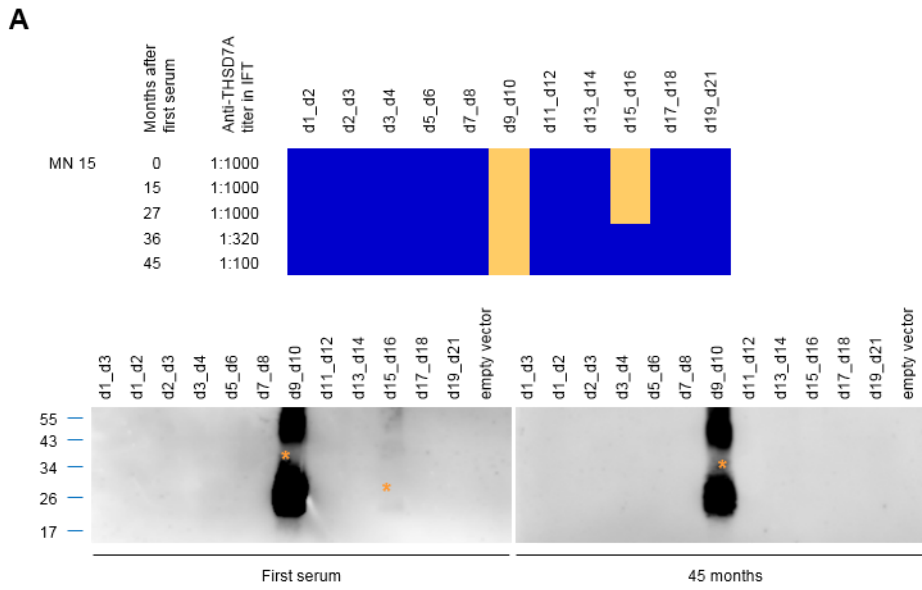 A
Months after
first serum
Anti-THSD7A
titer in IFT
d1_d2
d2_d3
d3_d4
d5_d6
d7_d8
d9_d10
d11_d12
d13_d14
d15_d16
d17_d18
d19_d21
MN 15 0 1:1000
15 1:1000
27 1:1000
36 1:320
45 1:100
d1_d3
d1_d2
d2_d3
d3_d4
d5_d6
d7_d8
d9_d10
d11_d12
d13_d14
d15_d16
d17_d18
d19_d21
empty vector
d1_d3
d1_d2
d2_d3
d3_d4
d5_d6
d7_d8
d9_d10
d11_d12
d13_d14
d15_d16
d17_d18
d19_d21
empty vector
55
43
*
*
34
*
26
17
First serum
45 months